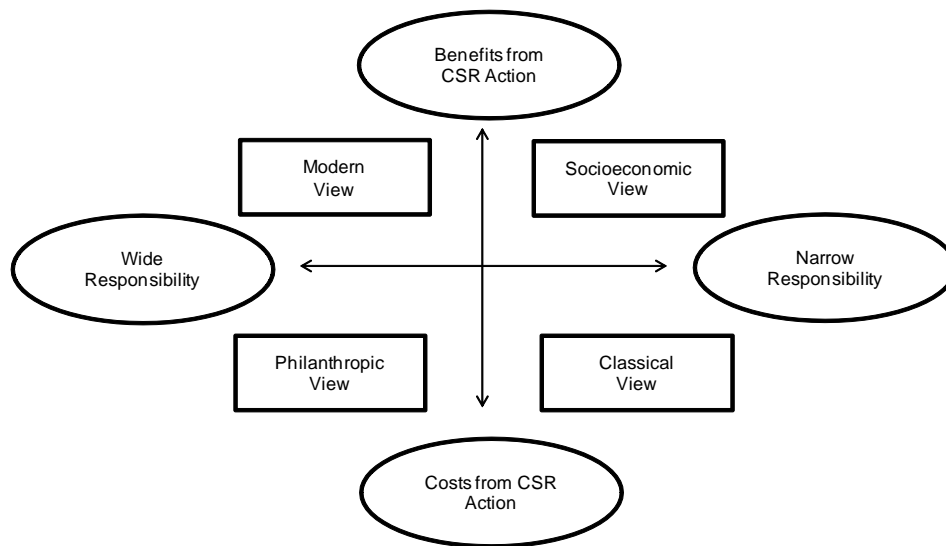 Benefits from
CSR Action
Modern
View
Socioeconomic
View
Wide
Responsibility
Narrow
Responsibility
Philanthropic
View
Classical
View
Costs from CSR
Action